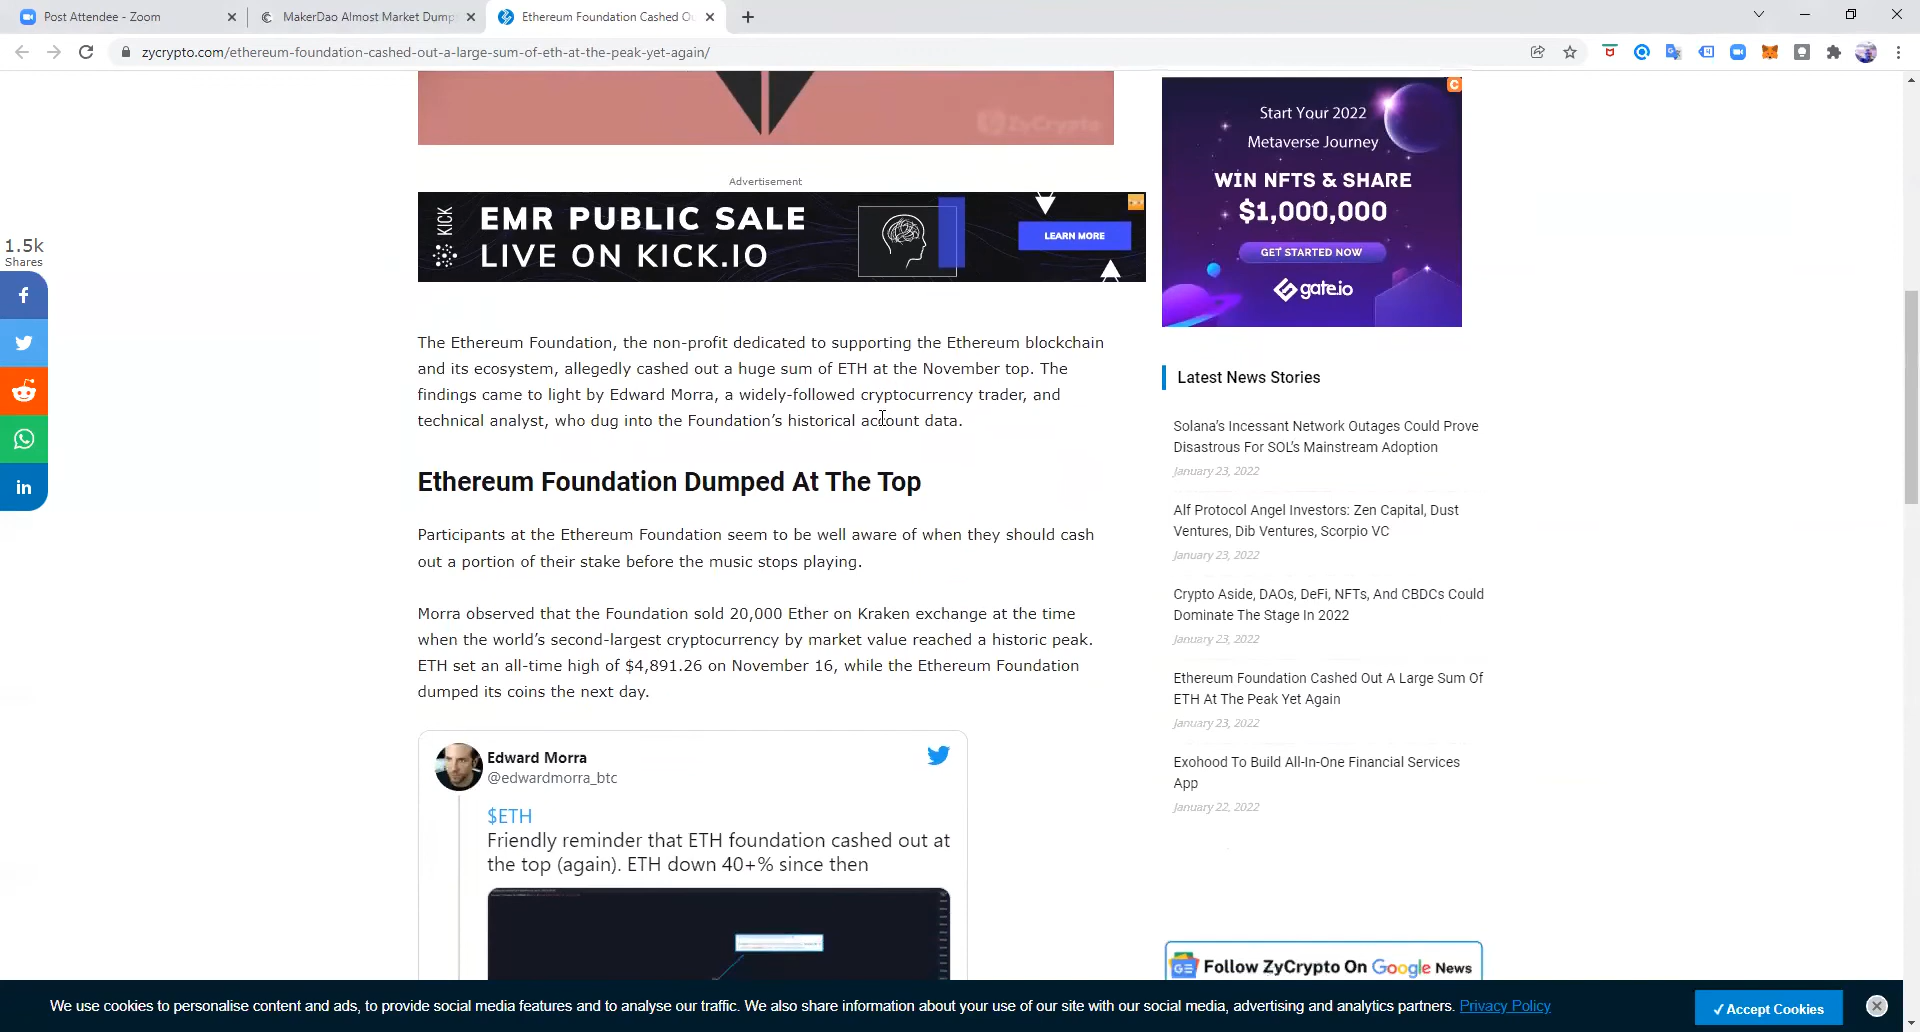 Post Attendee - Zoom
MakerDao Almost Market Dump
Ethereum Foundation Cashed Ou
zycrypto.com/ethereum-foundation-cashed-out-a-large-sum-of-eth-at-the-peak-yet-again/
ZyCrypto
Advertisement
KICK
EMR PUBLIC SALE
LIVE ON KICK.IO
LEARN MORE
1.5k
Shares
The Ethereum Foundation, the non-profit dedicated to supporting the Ethereum blockchain
and its ecosystem, allegedly cashed out a huge sum of ETH at the November top. The
findings came to light by Edward Morra, a widely-followed cryptocurrency trader, and
technical analyst, who dug into the Foundation’s historical account data.
Ethereum Foundation Dumped At The Top
Participants at the Ethereum Foundation seem to be well aware of when they should cash
out a portion of their stake before the music stops playing.
Morra observed that the Foundation sold 20,000 Ether on Kraken exchange at the time
when the world’s second-largest cryptocurrency by market value reached a historic peak.
ETH set an all-time high of $4,891.26 on November 16, while the Ethereum Foundation
dumped its coins the next day.
Edward Morra
@edwardmorra_btc
$ETH
Friendly reminder that ETH foundation cashed out at
the top (again). ETH down 40+% since then
Start Your 2022
Metaverse Journey
WIN NFTS & SHARE
$1,000,000
GET STARTED NOW
gate.io
Latest News Stories
Solana’s Incessant Network Outages Could Prove
Disastrous For SOL’s Mainstream Adoption
January 23, 2022
Alf Protocol Angel Investors: Zen Capital, Dust
Ventures, Dib Ventures, Scorpio VC
January 23, 2022
Crypto Aside, DAOs, DeFi, NFTs, And CBDCs Could
Dominate The Stage In 2022
January 23, 2022
Ethereum Foundation Cashed Out A Large Sum Of
ETH At The Peak Yet Again
January 23, 2022
Exohood To Build All-In-One Financial Services
App
January 22, 2022
Follow ZyCrypto On Google News
We use cookies to personalise content and ads, to provide social media features and to analyse our traffic. We also share information about your use of our site with our social media, advertising and analytics partners. Privacy Policy
✓Accept Cookies